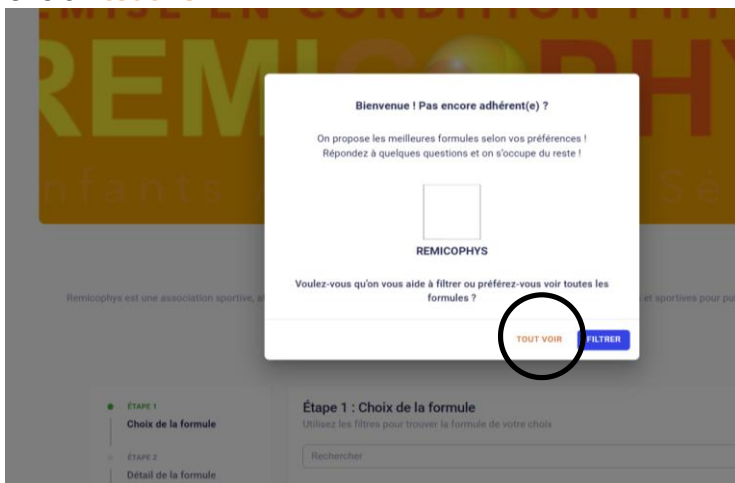 REMICOPHY
Enfants
Bienvenue ! Pas encore adhérent(e) ?
On propose les meilleures formules selon vos préférences !
Répondez à quelques questions et on s'occupe du reste !
REMICOPHYS
Voulez-vous qu'on vous aide à filtrer ou préférez-vous voir toutes les
formules ?
TOUT VOIR FILTRER
Remicophys est une association sportive, et sportives pour
ÉTAPE 1
Choix de la formule
ÉTAPE 2
Détail de la formule
Étape 1 : Choix de la formule
Utilisez les filtres pour trouver la formule de votre choix
Rechercher